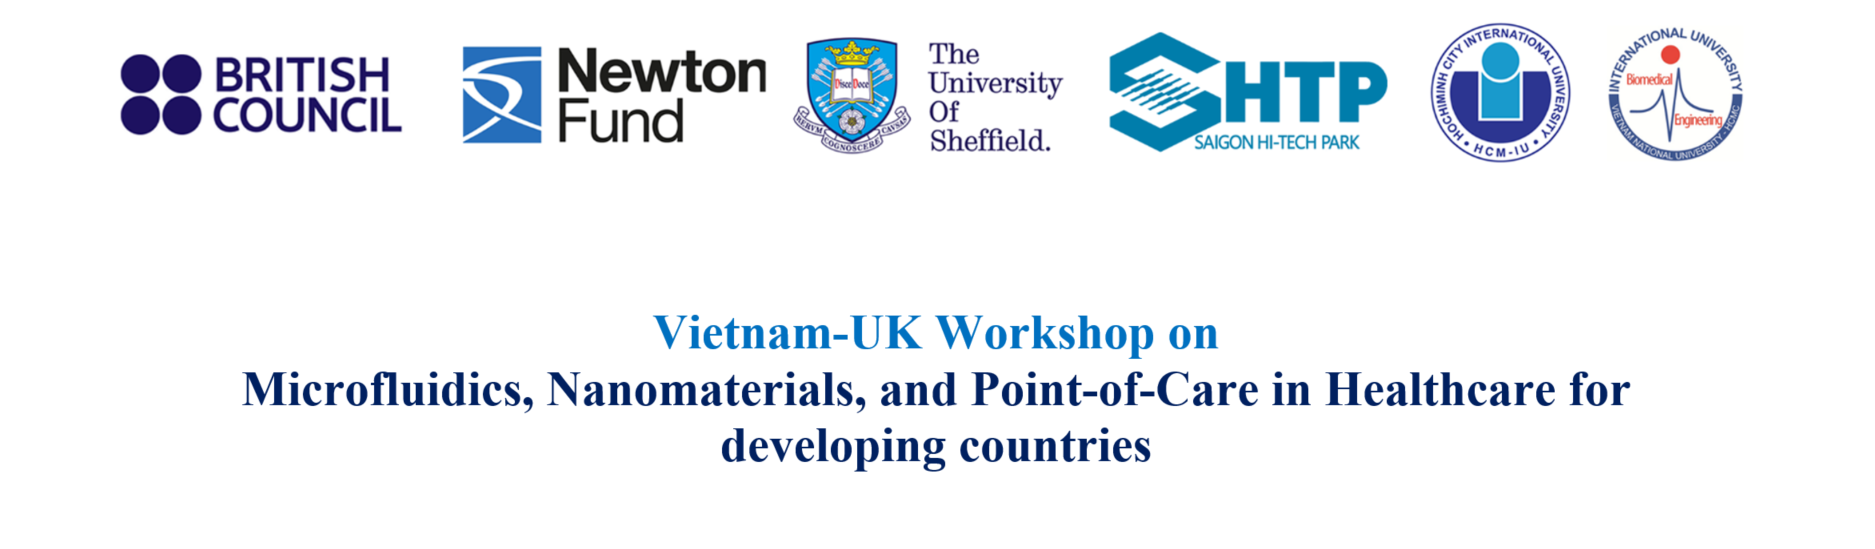 BRITISH
COUNCIL
Newton
Fund
Disce Doce
RERVM
COGNOSCERE
CAVSAS
The
University
Of
Sheffield.
SHTP
SAIGON HI-TECH PARK
HOCHIMINH CITY INTERNATIONAL UNIVERSITY
• HCM-IU •
INTERNATIONAL UNIVERSITY
Biomedical
Engineering
VIETNAM NATIONAL UNIVERSITY - HCMC
Vietnam-UK Workshop on
Microfluidics, Nanomaterials, and Point-of-Care in Healthcare for
developing countries